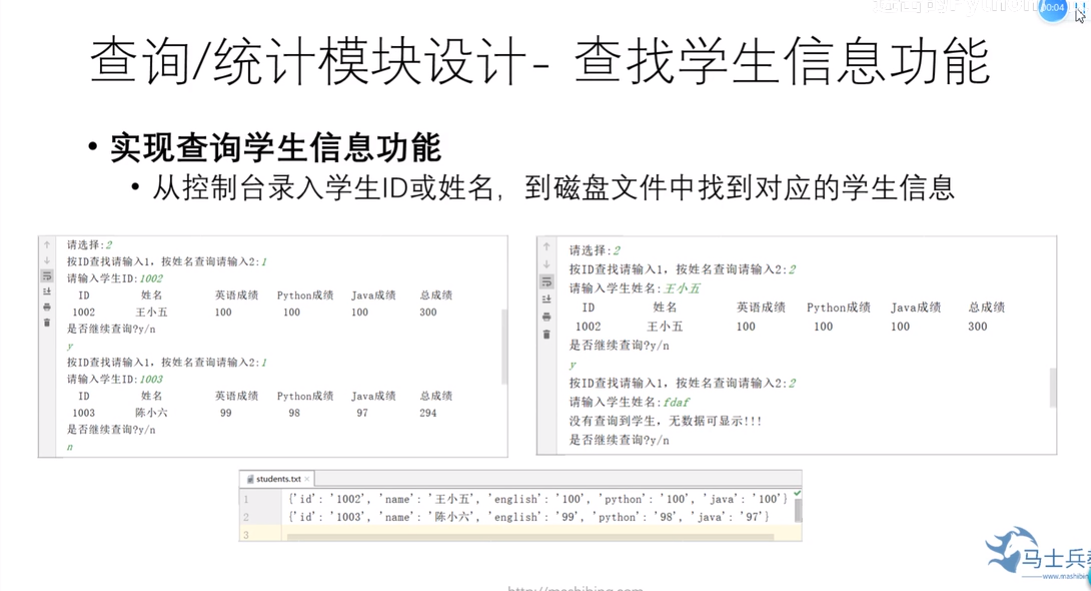 00:04
查询/统计模块设计- 查找学生信息功能
• 实现查询学生信息功能
• 从控制台录入学生ID或姓名，到磁盘文件中找到对应的学生信息
请选择:2
按ID查找请输入1，按姓名查询请输入2:1
请输入学生ID:1002
ID 姓名 英语成绩 Python成绩 Java成绩 总成绩
1002 王小五 100 100 100 300
是否继续查询?y/n
y
按ID查找请输入1，按姓名查询请输入2:1
请输入学生ID:1003
ID 姓名 英语成绩 Python成绩 Java成绩 总成绩
1003 陈小六 99 98 97 294
是否继续查询?y/n
n
请选择:2
按ID查找请输入1，按姓名查询请输入2:2
请输入学生姓名:王小五
ID 姓名 英语成绩 Python成绩 Java成绩 总成绩
1002 王小五 100 100 100 300
是否继续查询?y/n
y
按ID查找请输入1，按姓名查询请输入2:2
请输入学生姓名:fdaf
没有查询到学生，无数据可显示!!!
是否继续查询?y/n
students.txt
1 {'id': '1002', 'name': '王小五', 'english': '100', 'python': '100', 'java': '100'}
2 {'id': '1003', 'name': '陈小六', 'english': '99', 'python': '98', 'java': '97'}
3
马士兵
www.mashibin